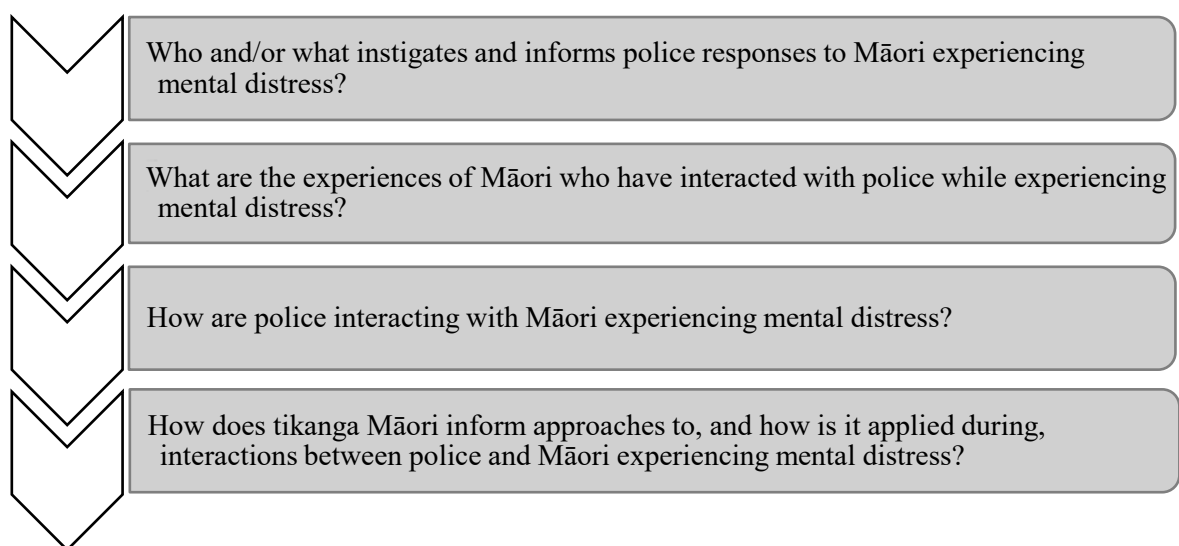 Who and/or what instigates and informs police responses to Māori experiencing
mental distress?
What are the experiences of Māori who have interacted with police while experiencing
mental distress?
How are police interacting with Māori experiencing mental distress?
How does tikanga Māori inform approaches to, and how is it applied during,
interactions between police and Māori experiencing mental distress?